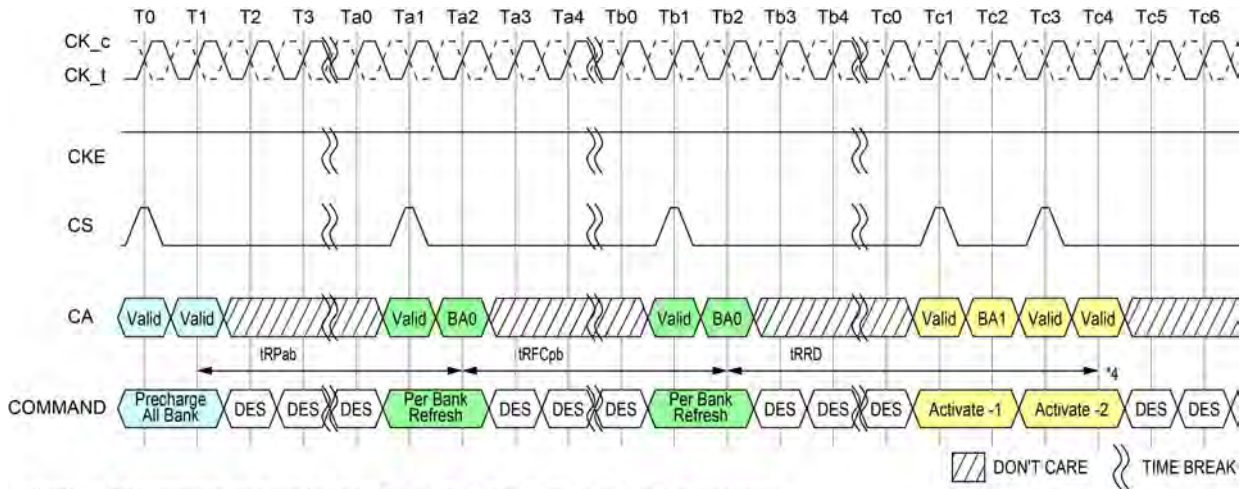 T0 T1 T2 T3 Ta0 Ta1 Ta2 Ta3 Ta4 Tb0 Tb1 Tb2 Tb3 Tb4 Tc0 Tc1 Tc2 Tc3 Tc4 Tc5 Tc6
CK_c
CK_t
CKE
CS
CA Valid Valid Valid BA0 Valid BA0 Valid BA1 Valid Valid
tRPab tRFCpb tRRD *4
COMMAND Precharge All Bank DES DES DES Per Bank Refresh DES DES DES Per Bank Refresh DES DES DES Activate -1 Activate -2 DES DES
DON'T CARE TIME BREAK